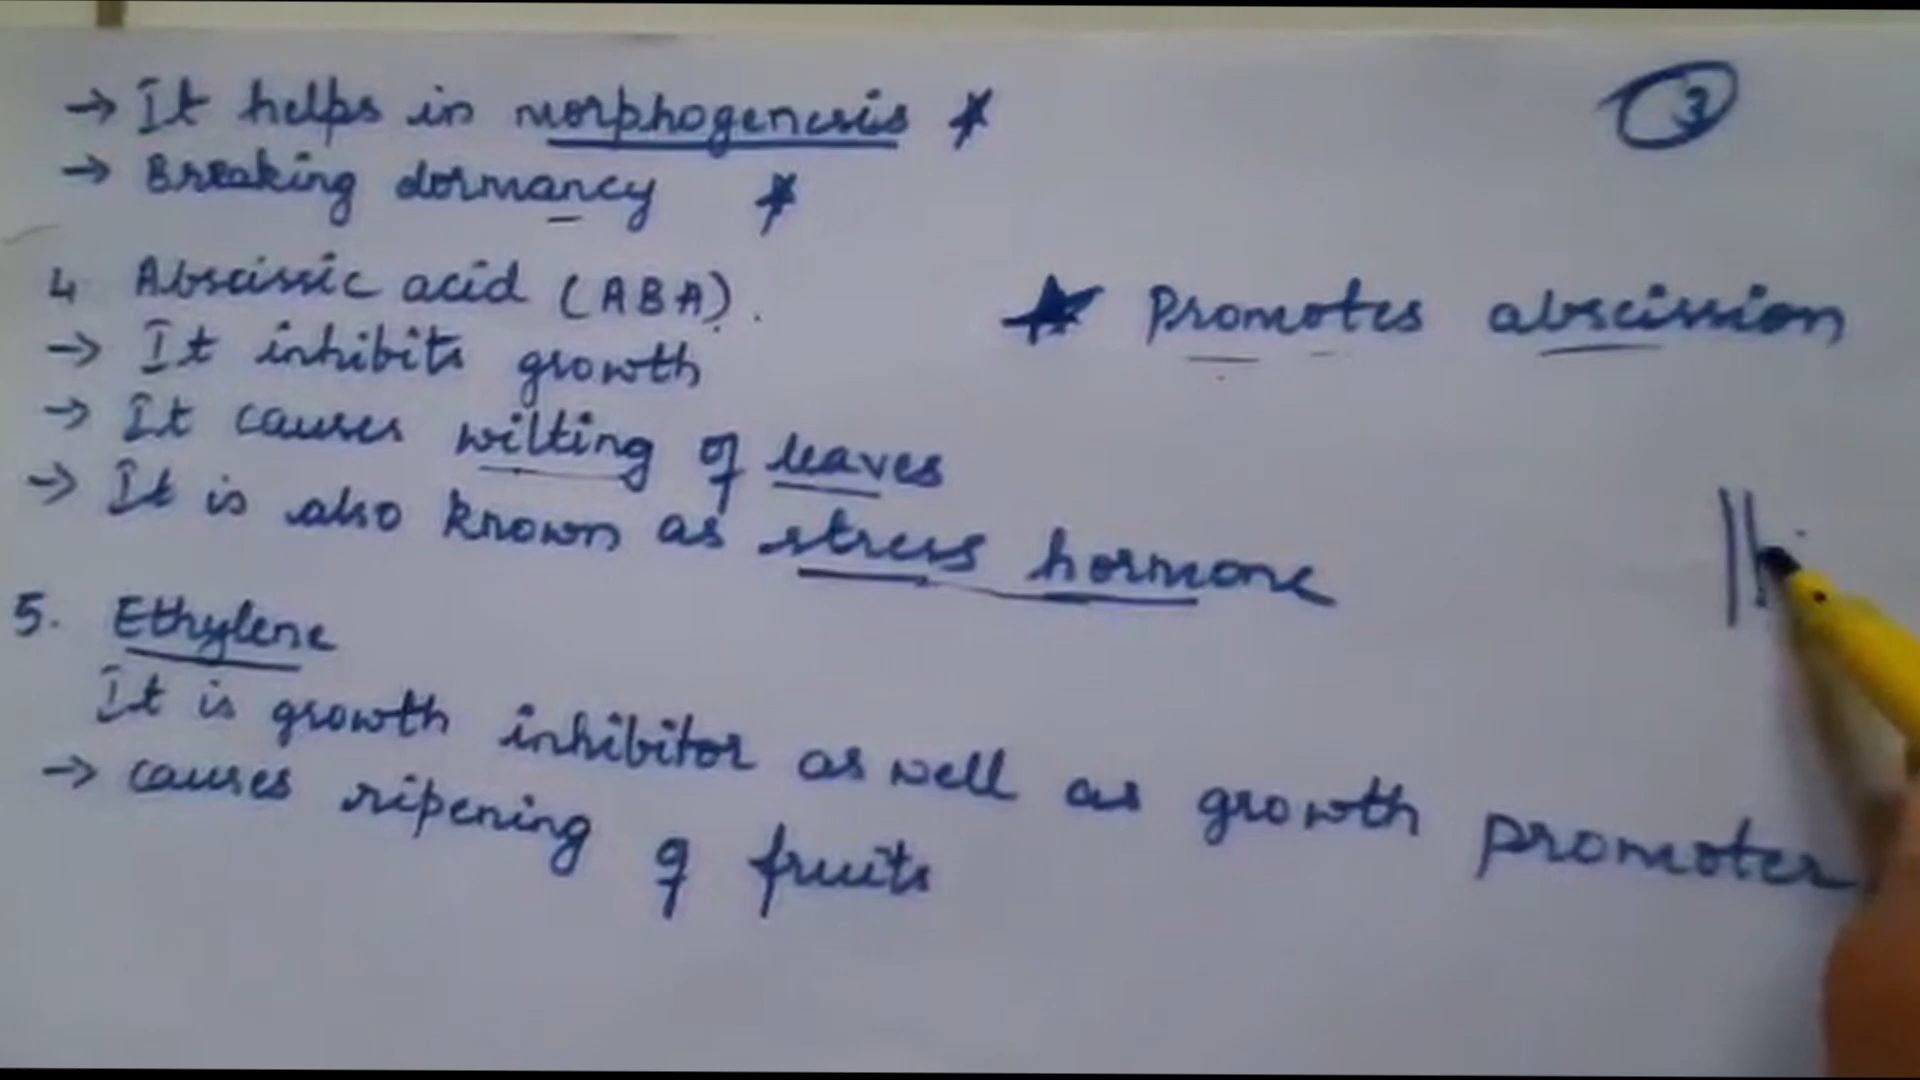 ③
→ It helps in morphogenesis ★
→ Breaking dormancy ★
4 Abscissic acid (ABA).
★ Promotes abscission
→ It inhibits growth
→ It causes wilting of leaves
→ It is also known as stress hormone
5. Ethylene
It is growth inhibitor as well as growth promoter
→ causes ripening of fruits